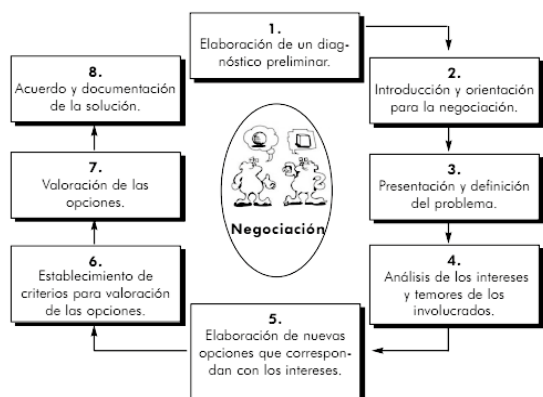 1.
Elaboración de un diag-
nóstico preliminar.
2.
Introducción y orientación
para la negociación.
3.
Presentación y definición
del problema.
4.
Análisis de los intereses
y temores de los
involucrados.
5.
Elaboración de nuevas
opciones que correspon-
dan con los intereses.
6.
Establecimiento de
criterios para valoración
de las opciones.
7.
Valoración de las
opciones.
8.
Acuerdo y documentación
de la solución.
Negociación